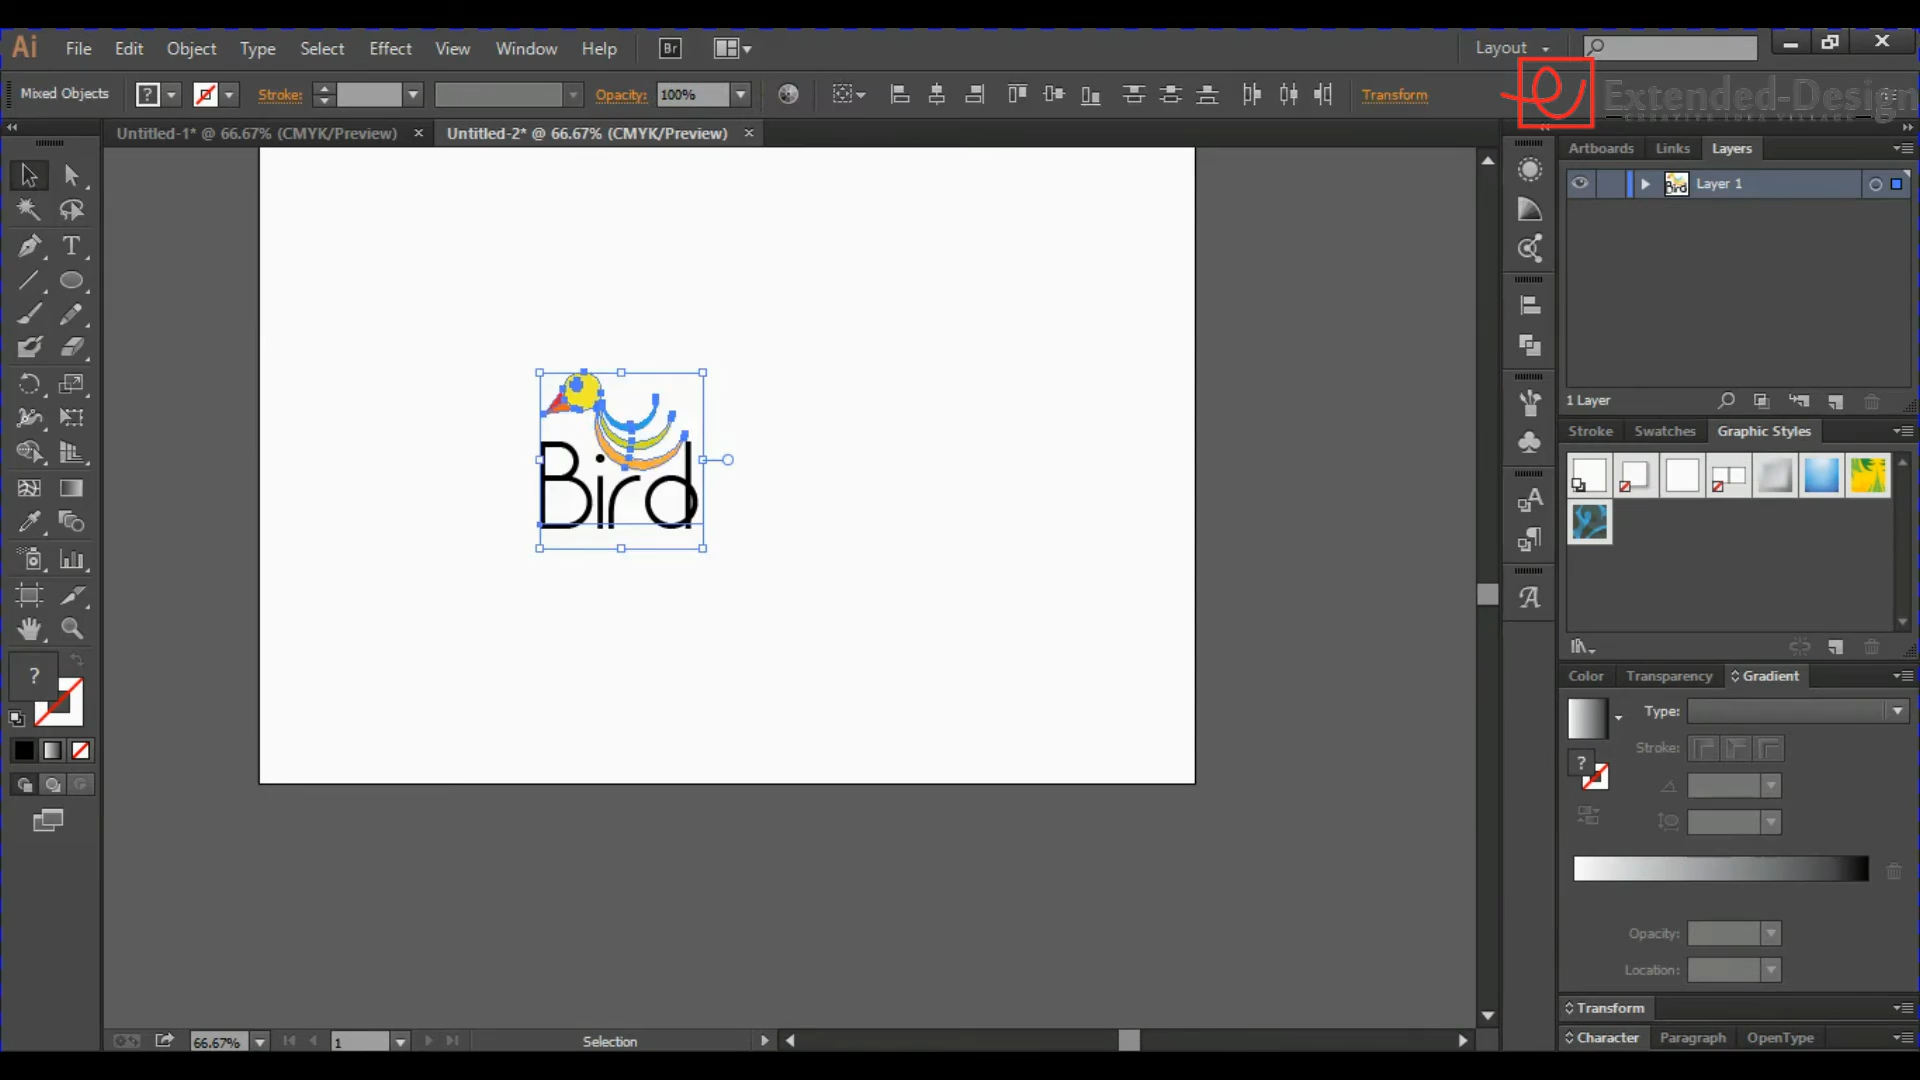 Ai File Edit Object Type Select Effect View Window Help Br Layout
Mixed Objects ? Stroke: Opacity: 100% Transform
Extended-Design
CREATIVE IDEA VILLAGE
Untitled-1* @ 66.67% (CMYK/Preview) × Untitled-2* @ 66.67% (CMYK/Preview) ×
Artboards Links Layers
Layer 1
Bird
1 Layer
Stroke Swatches Graphic Styles
Color Transparency Gradient
Type:
Stroke:
?
?
Opacity:
Location:
Transform
66.67% 1 Selection
Character Paragraph OpenType